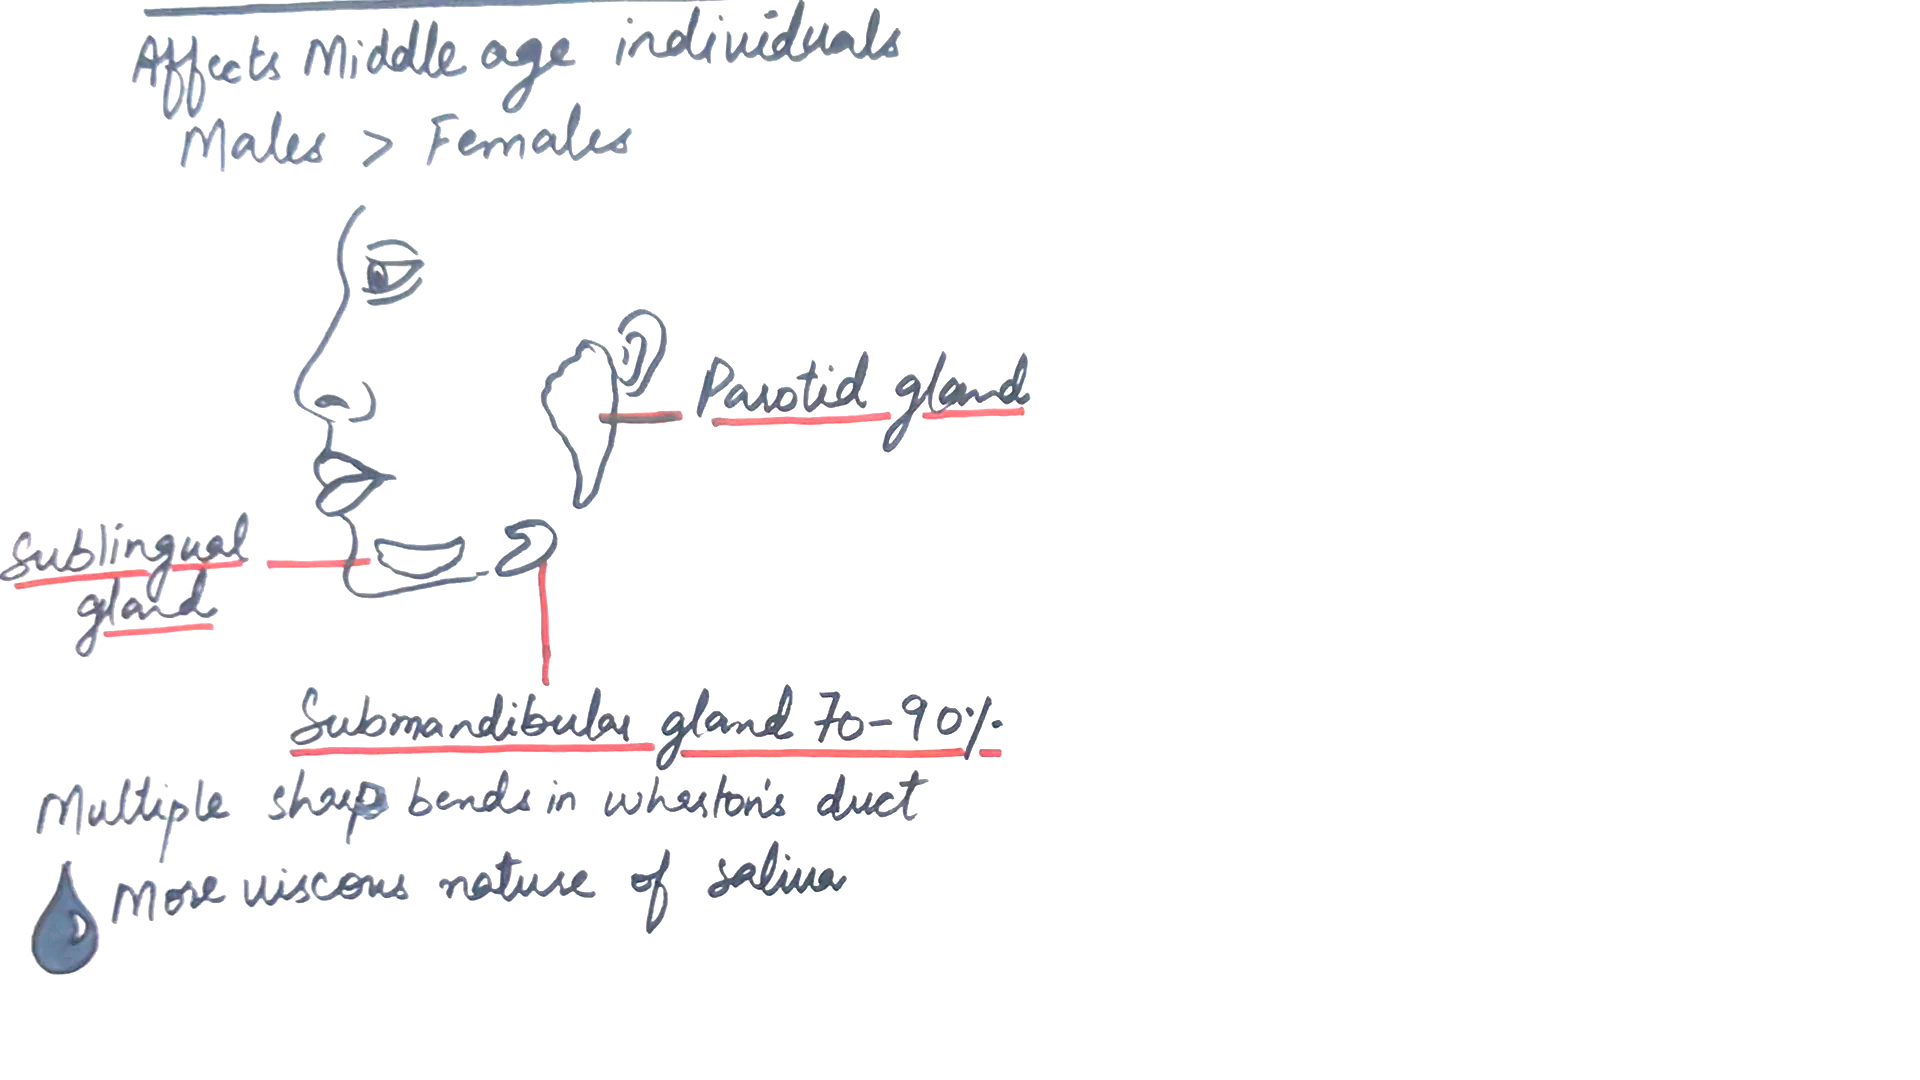 Affects Middle age individuals
Males > Females
Parotid gland
Sublingual
gland
Submandibular gland 70-90%
Multiple sharp bends in wharton's duct
More viscous nature of saliva